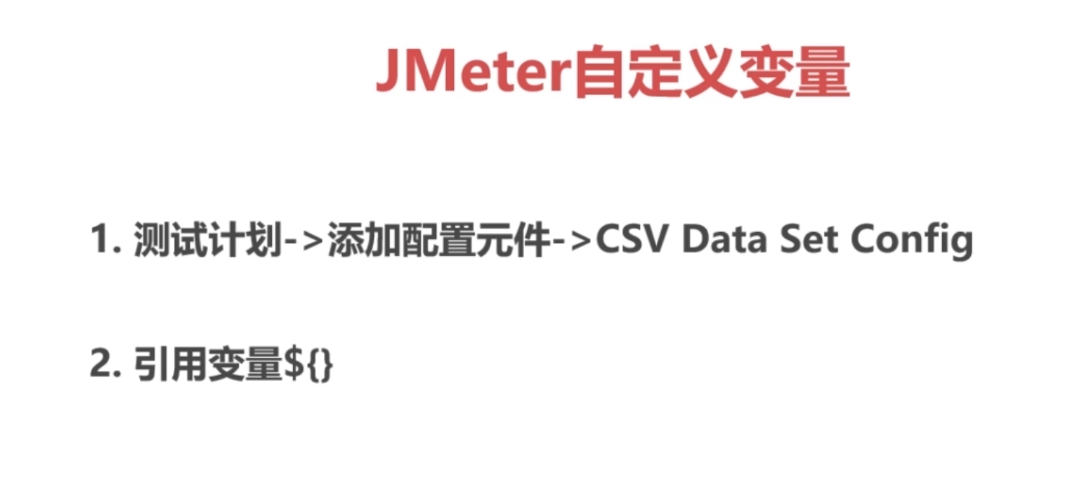 JMeter自定义变量
1. 测试计划->添加配置元件->CSV Data Set Config
2. 引用变量${}